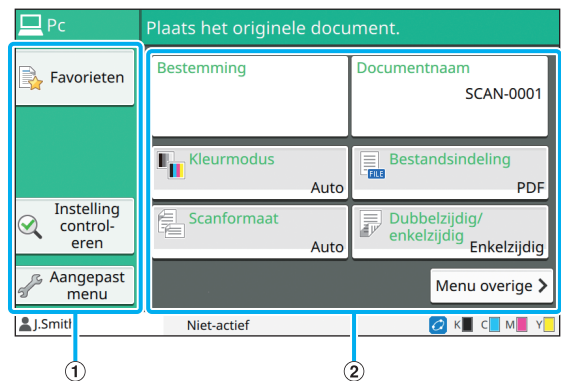 Pc
Plaats het originele document.
Favorieten
Instelling
control-
eren
Aangepast
menu
Bestemming
Documentnaam
SCAN-0001
Kleurmodus
Auto
Bestandsindeling
FILE
PDF
Scanformaat
Auto
Dubbelzijdig/
enkelzijdig
Enkelzijdig
Menu overige
J.Smith
Niet-actief
K C M Y
1 2